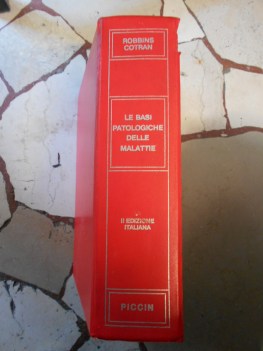 ROBBINS
COTRAN
LE BASI
PATOLOGICHE
DELLE
MALATTIE
II EDIZIONE
ITALIANA
PICCIN